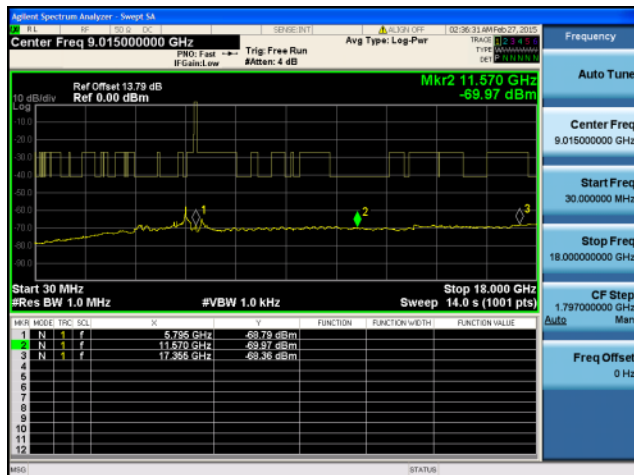 Agilent Spectrum Analyzer - Swept SA
RL RF 50 Ω DC SENSE:INT ALIGN OFF 02:36:31 AM Feb 27, 2015
Center Freq 9.015000000 GHz
PNO: Fast
IFGain:Low
Trig: Free Run
#Atten: 4 dB
Avg Type: Log-Pwr
TRACE 1 2 3 4 5 6
TYPE
DET P N N N N N
Ref Offset 13.79 dB
10 dB/div Ref 0.00 dBm
Log
Mkr2 11.570 GHz
-69.97 dBm
-10.0
-20.0
-30.0
-40.0
-50.0
-60.0
-70.0
-80.0
-90.0
1
2
3
Start 30 MHz Stop 18.000 GHz
#Res BW 1.0 MHz #VBW 1.0 kHz Sweep 14.0 s (1001 pts)
MKR MODE TRC SCL X Y FUNCTION FUNCTION WIDTH FUNCTION VALUE
1 N 1 f 5.795 GHz -69.79 dBm
2 N 1 f 11.570 GHz -69.97 dBm
3 N 1 f 17.355 GHz -68.36 dBm
4
5
6
7
8
9
10
11
12
MSG STATUS
Frequency
Auto Tune
Center Freq
9.015000000 GHz
Start Freq
30.000000 MHz
Stop Freq
18.000000000 GHz
CF Step
1.797000000 GHz
Auto Man
Freq Offset
0 Hz